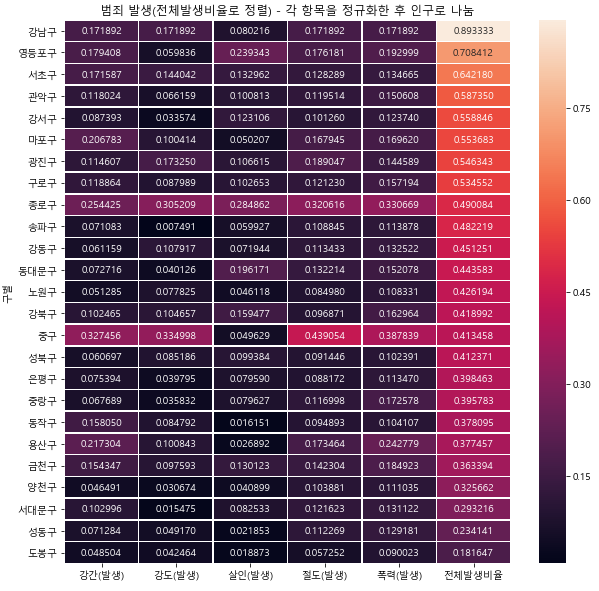 범죄 발생(전체발생비율로 정렬) - 각 항목을 정규화한 후 인구로 나눔
강남구 0.171892 0.171892 0.080216 0.171892 0.171892 0.893333
영등포구 0.179408 0.059836 0.239343 0.176181 0.192999 0.708412
서초구 0.171587 0.144042 0.132962 0.128289 0.134665 0.642180
관악구 0.118024 0.066159 0.100813 0.119514 0.150608 0.587350
강서구 0.087393 0.033574 0.123106 0.101260 0.123740 0.558846
마포구 0.206783 0.100414 0.050207 0.167945 0.169620 0.553683
광진구 0.114607 0.173250 0.106615 0.189047 0.144589 0.546343
구로구 0.118864 0.087989 0.102653 0.121230 0.157194 0.534552
종로구 0.254425 0.305209 0.284862 0.320616 0.330669 0.490084
송파구 0.071083 0.007491 0.059927 0.108845 0.113878 0.482219
강동구 0.061159 0.107917 0.071944 0.113433 0.132522 0.451251
동대문구 0.072716 0.040126 0.196171 0.132214 0.152078 0.443583
노원구 0.051285 0.077825 0.046118 0.084980 0.108331 0.426194
강북구 0.102465 0.104657 0.159477 0.096871 0.162964 0.418992
중구 0.327456 0.334998 0.049629 0.439054 0.387839 0.413458
성북구 0.060697 0.085186 0.099384 0.091446 0.102391 0.412371
은평구 0.075394 0.039795 0.079590 0.088172 0.113470 0.398463
중랑구 0.067689 0.035832 0.079627 0.116998 0.172578 0.395783
동작구 0.158050 0.084792 0.016151 0.094893 0.104107 0.378095
용산구 0.217304 0.100843 0.026892 0.173464 0.242779 0.377457
금천구 0.154347 0.097593 0.130123 0.142304 0.184923 0.363394
양천구 0.046491 0.030674 0.040899 0.103881 0.111035 0.325662
서대문구 0.102996 0.015475 0.082533 0.121623 0.131122 0.293216
성동구 0.071284 0.049170 0.021853 0.112269 0.129181 0.234141
도봉구 0.048504 0.042464 0.018873 0.057252 0.090023 0.181647
강간(발생) 강도(발생) 살인(발생) 절도(발생) 폭력(발생) 전체발생비율
구별
0.75
0.60
0.45
0.30
0.15